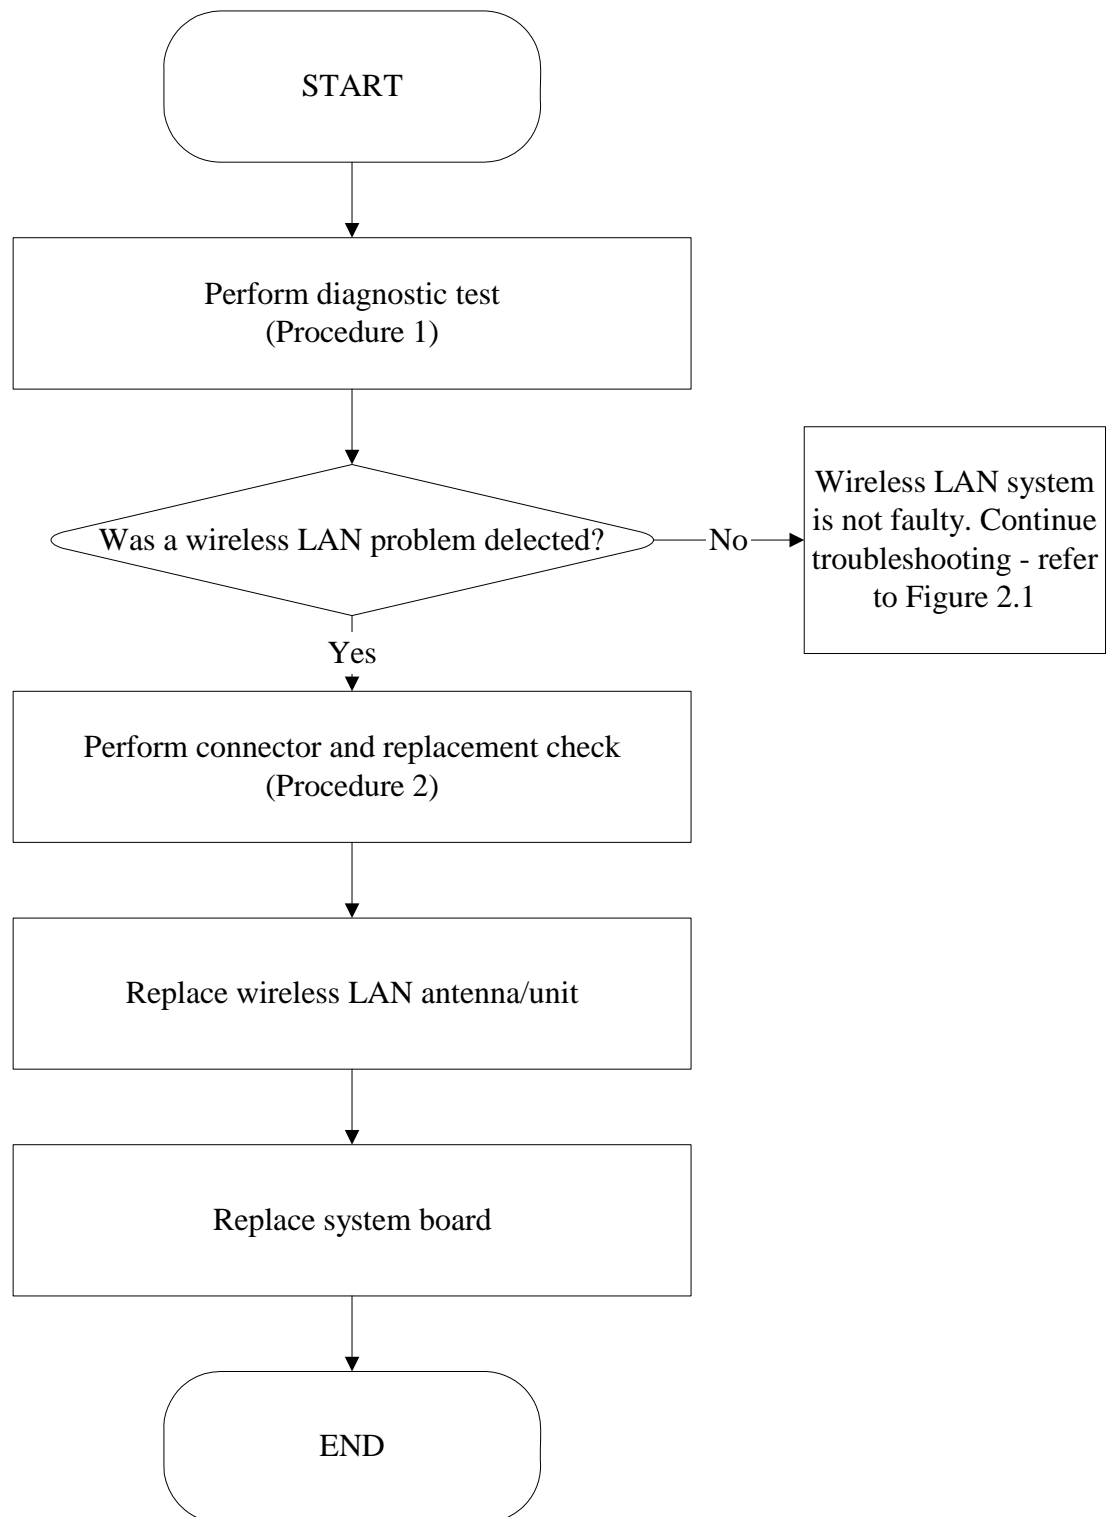 START
Perform diagnostic test
(Procedure 1)
Was a wireless LAN problem delected?
No
Wireless LAN system
is not faulty. Continue
troubleshooting - refer
to Figure 2.1
Yes
Perform connector and replacement check
(Procedure 2)
Replace wireless LAN antenna/unit
Replace system board
END